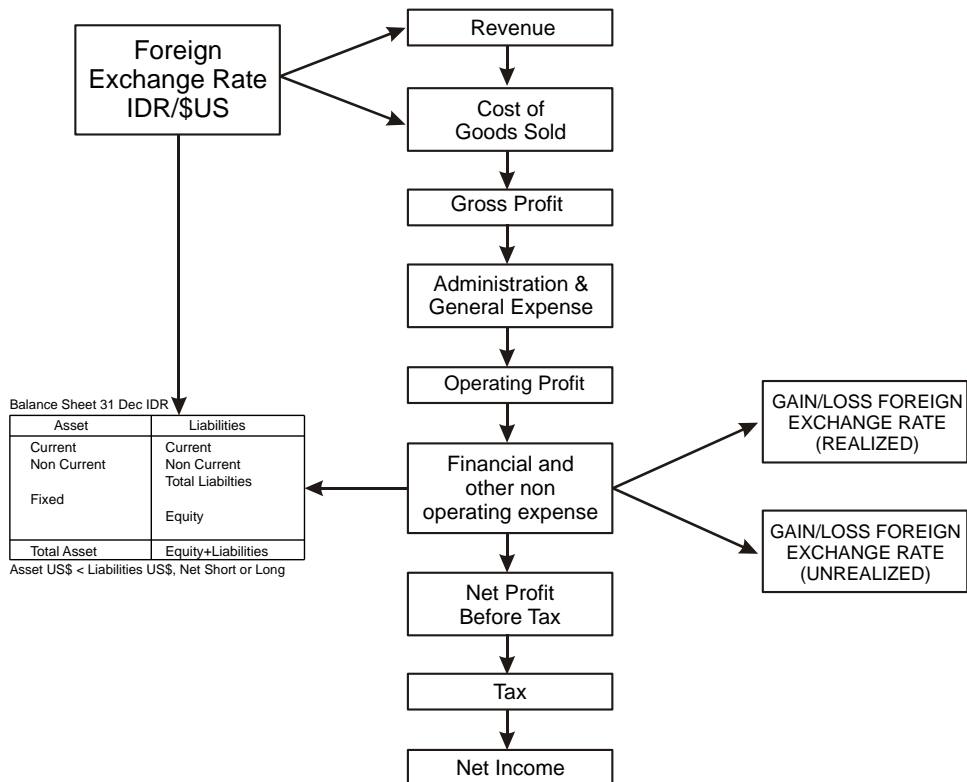 Foreign
Exchange Rate
IDR/$US
Revenue
Cost of
Goods Sold
Gross Profit
Administration &
General Expense
Operating Profit
Financial and
other non
operating expense
GAIN/LOSS FOREIGN
EXCHANGE RATE
(REALIZED)
GAIN/LOSS FOREIGN
EXCHANGE RATE
(UNREALIZED)
Balance Sheet 31 Dec IDR
Asset Liabilities
Current Current
Non Current Non Current
Total Liabilties
Fixed
Equity
Total Asset Equity+Liabilities
Asset US$ < Liabilities US$, Net Short or Long
Net Profit
Before Tax
Tax
Net Income